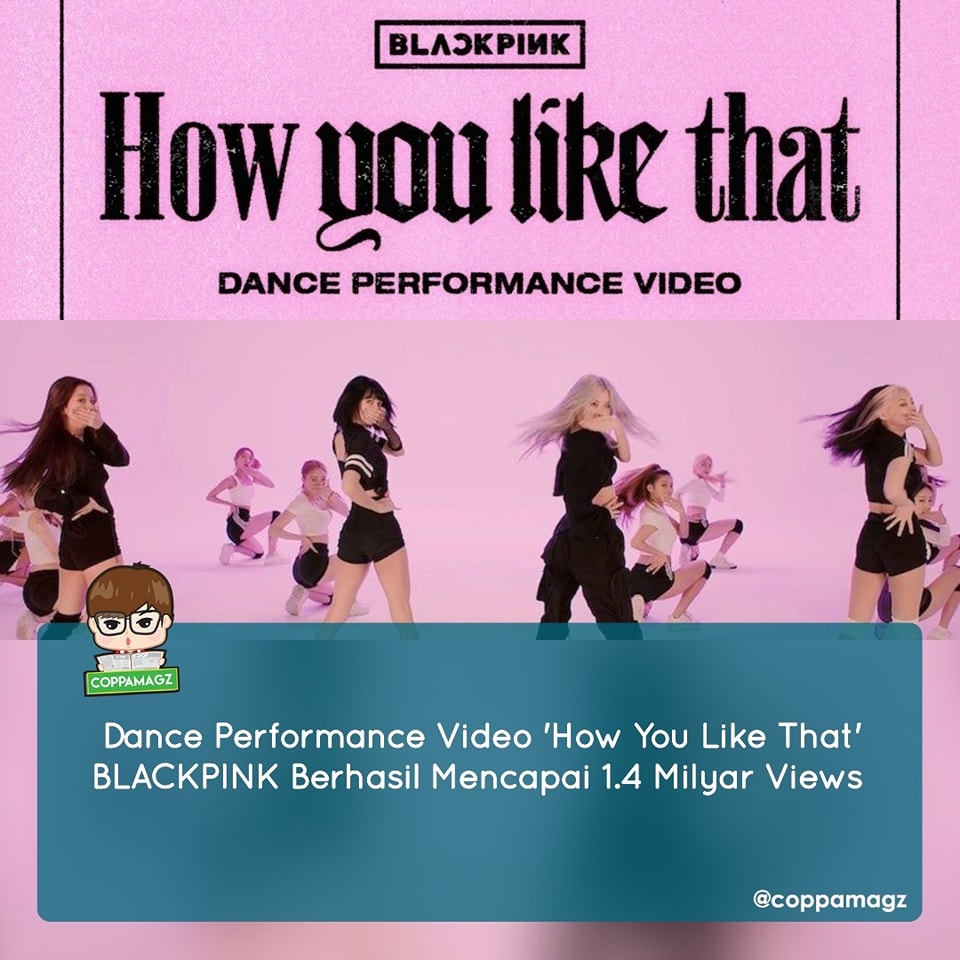 BLACKPINK
How you like that
DANCE PERFORMANCE VIDEO
COPPAMAGZ
Dance Performance Video 'How You Like That'
BLACKPINK Berhasil Mencapai 1.4 Milyar Views
@coppamagz